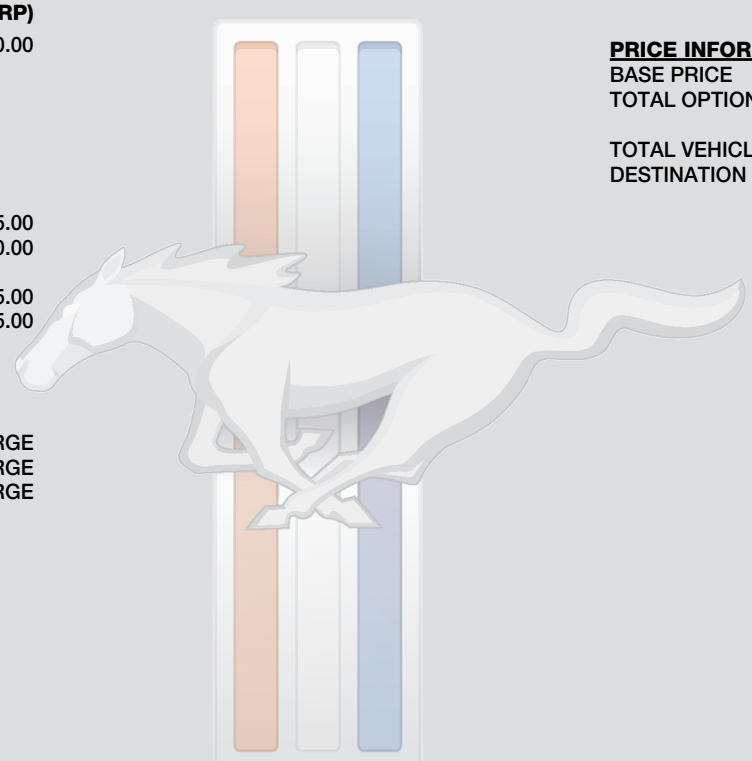 RP)
0.00
5.00
0.00
5.00
5.00
RGE
RGE
RGE
PRICE INFOR
BASE PRICE
TOTAL OPTION
TOTAL VEHICL
DESTINATION